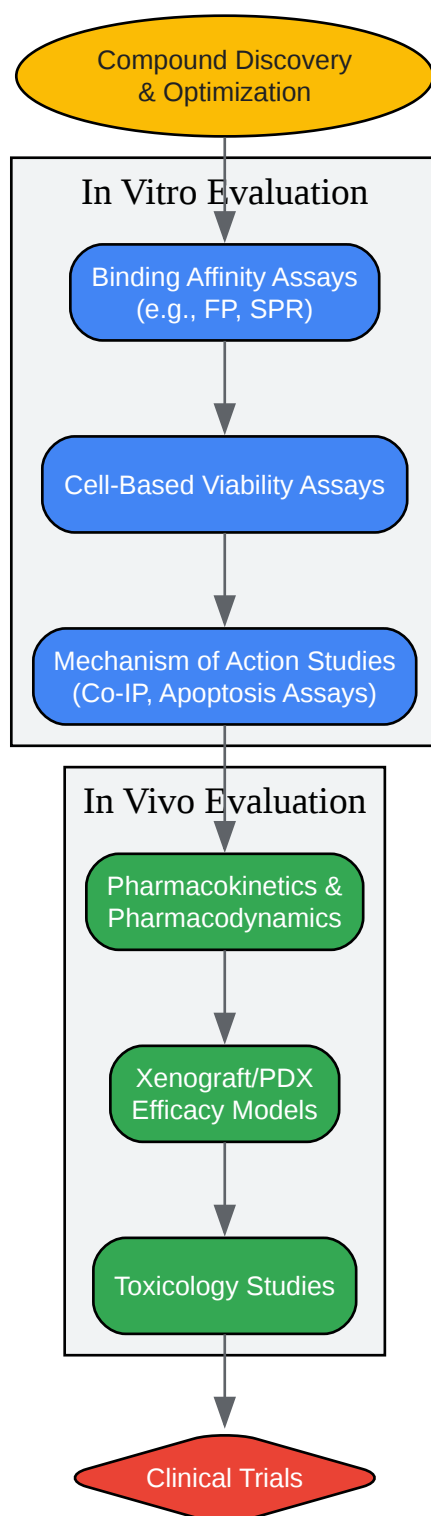 Compound Discovery
& Optimization
In Vitro Evaluation
Binding Affinity Assays
(e.g., FP, SPR)
Cell-Based Viability Assays
Mechanism of Action Studies
(Co-IP, Apoptosis Assays)
In Vivo Evaluation
Pharmacokinetics &
Pharmacodynamics
Xenograft/PDX
Efficacy Models
Toxicology Studies
Clinical Trials